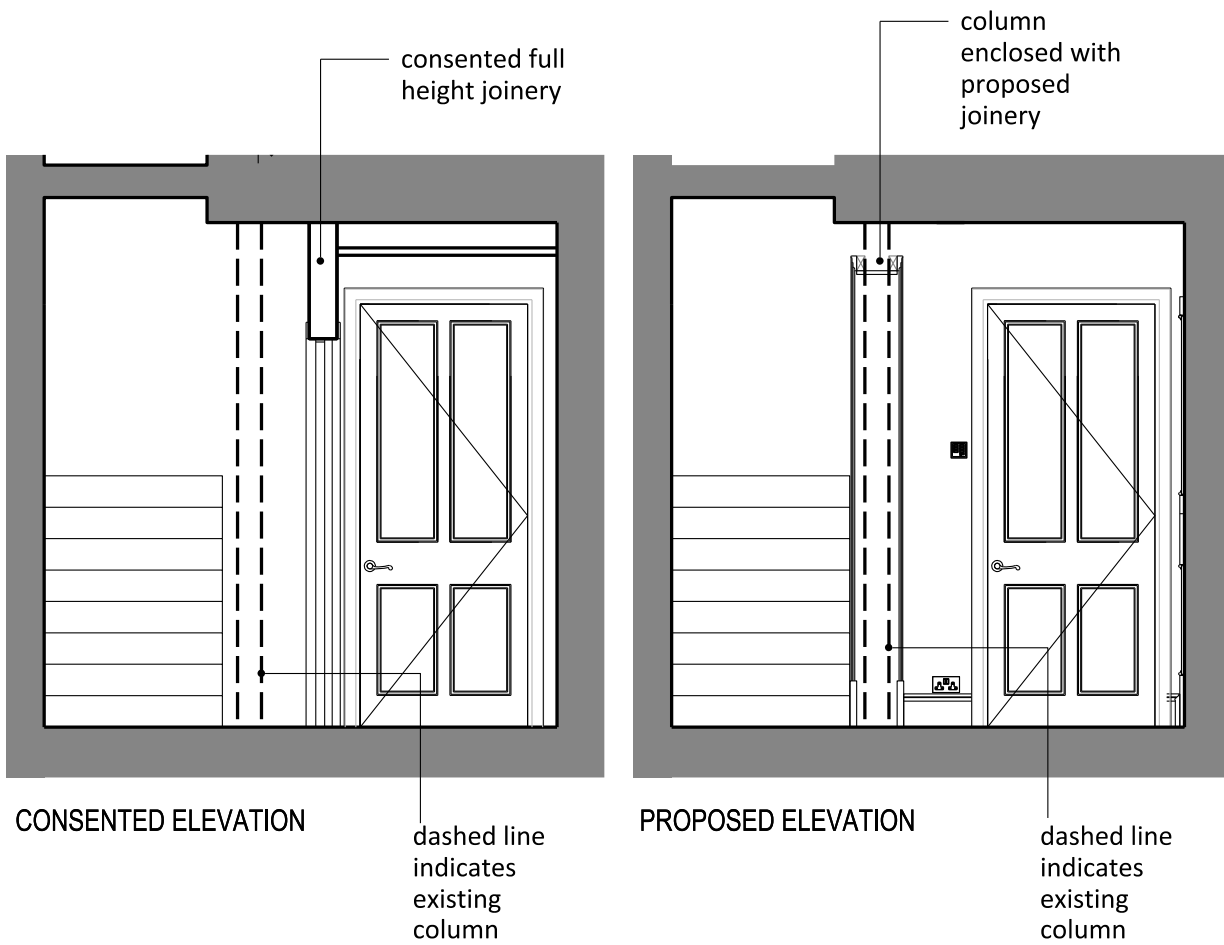 consented full
height joinery
column
enclosed with
proposed
joinery
CONSENTED ELEVATION
PROPOSED ELEVATION
dashed line
indicates
existing
column
dashed line
indicates
existing
column